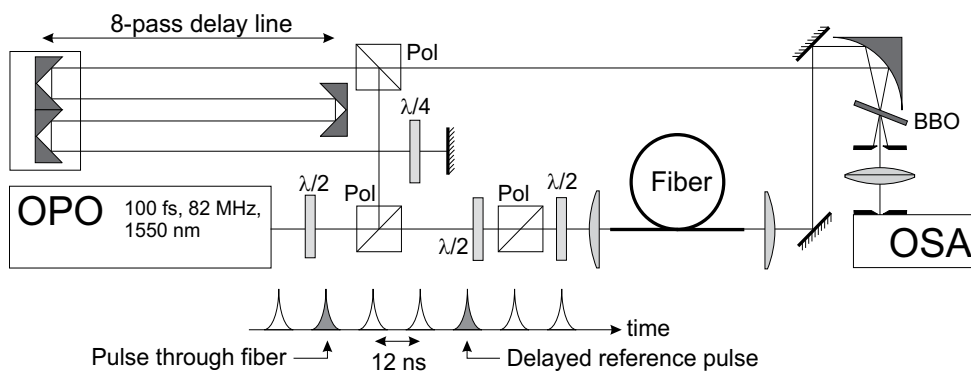 8-pass delay line
Pol
λ/4
BBO
λ/2
Pol
λ/2
Fiber
OPO
100 fs, 82 MHz,
1550 nm
λ/2
OSA
time
Pulse through fiber
12 ns
Delayed reference pulse